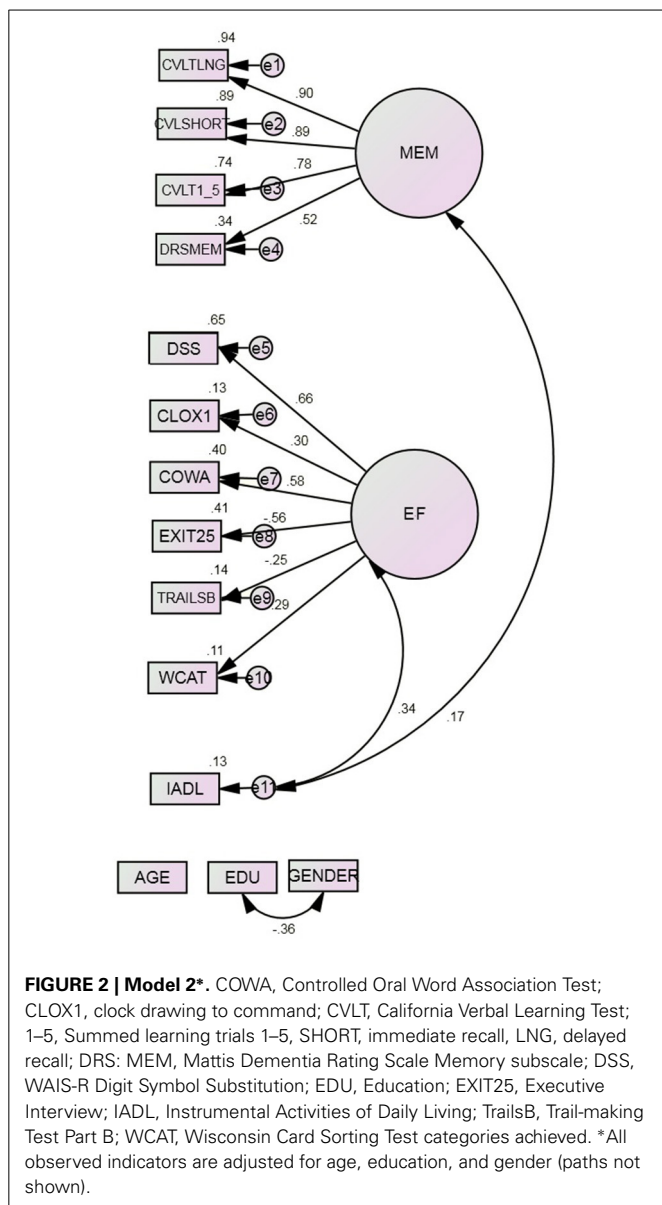 .94
CVLTLNG e1
.90
.89
CVLSHORT e2
.89
MEM
.74
.78
CVLT1_5 e3
.34
.52
DRSMEM e4
.65
DSS e5
.13
.66
CLOX1 e6
.30
.40
COWA e7
.58
EF
.41
-.56
EXIT25 e8
.14
-.25
TRAILSB e9
.29
.11
WCAT e10
.34
.17
.13
IADL e11
AGE EDU GENDER
-.36
FIGURE 2 | Model 2*. COWA, Controlled Oral Word Association Test;
CLOX1, clock drawing to command; CVLT, California Verbal Learning Test;
1–5, Summed learning trials 1–5, SHORT, immediate recall, LNG, delayed
recall; DRS: MEM, Mattis Dementia Rating Scale Memory subscale; DSS,
WAIS-R Digit Symbol Substitution; EDU, Education; EXIT25, Executive
Interview; IADL, Instrumental Activities of Daily Living; TrailsB, Trail-making
Test Part B; WCAT, Wisconsin Card Sorting Test categories achieved. *All
observed indicators are adjusted for age, education, and gender (paths not
shown).